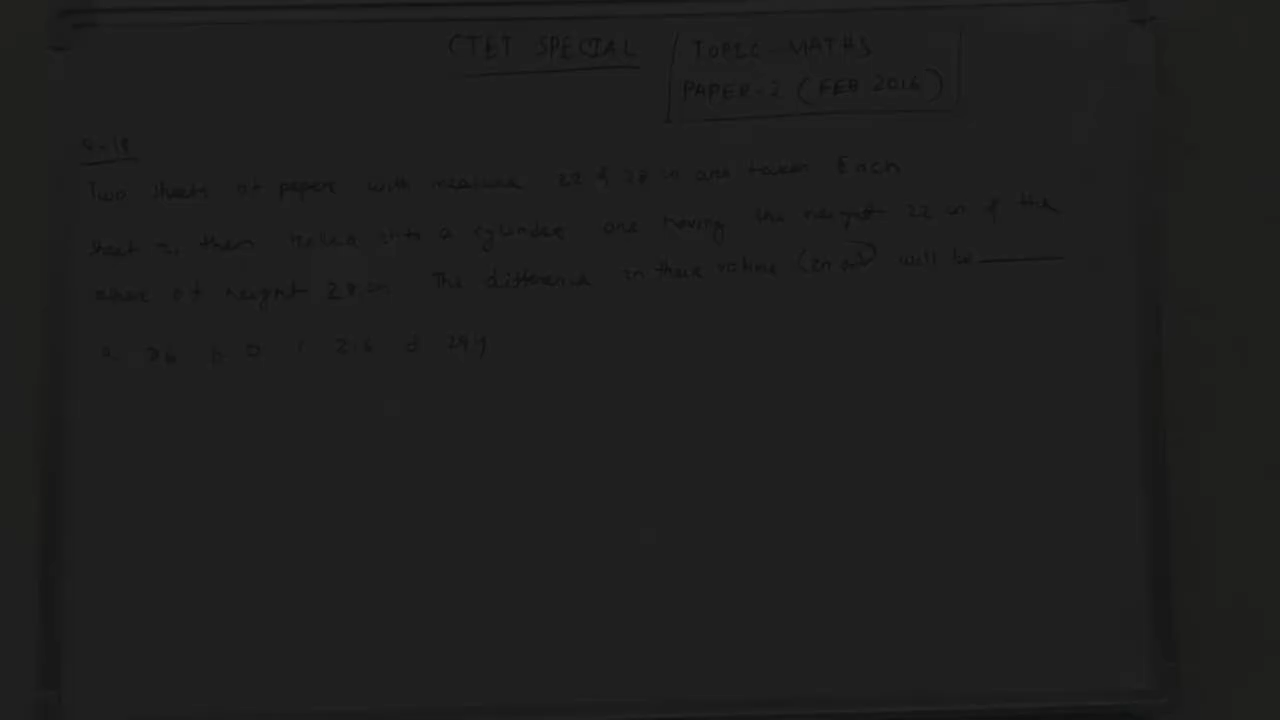 CTET SPECIAL
TOPIC - MATHS
PAPER-2 (FEB 2016)
Q-18
Two sheets of paper with measure 22 & 28 are taken Each
sheet is then rolled into a cylinder one having the height 22 cm & the
other of height 28 cm. The difference in their volume (in cm³) will be ______
a. b. 0 c. d.